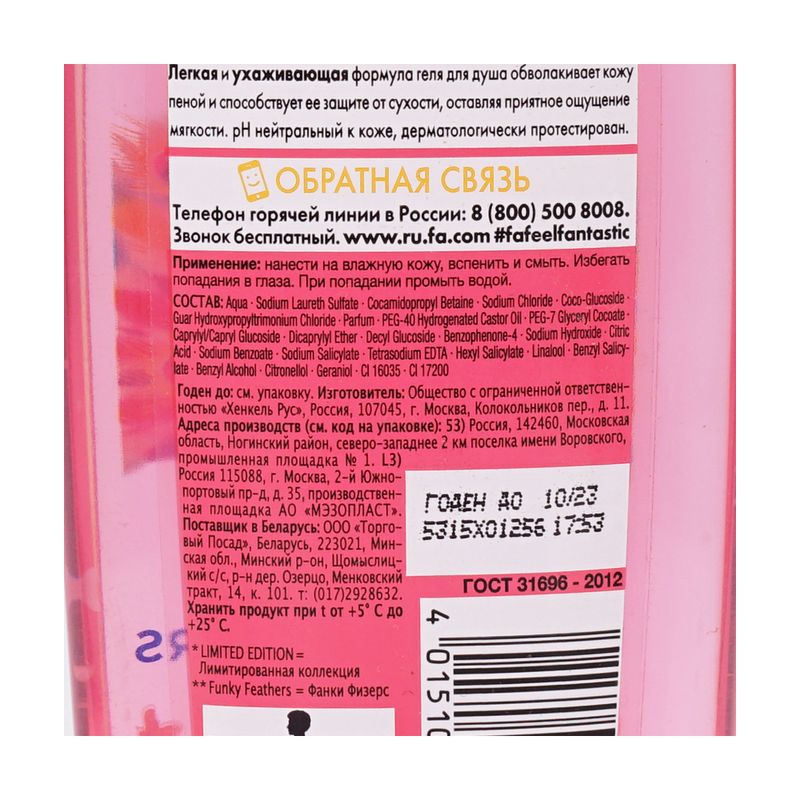 Легкая и ухаживающая формула геля для душа обволакивает кожу
пеной и способствует ее защите от сухости, оставляя приятное ощущение
мягкости. pH нейтральный к коже, дерматологически протестирован.
ОБРАТНАЯ СВЯЗЬ
Телефон горячей линии в России: 8 (800) 500 8008.
Звонок бесплатный. www.ru.fa.com #fafeelfantastic
Применение: нанести на влажную кожу, вспенить и смыть. Избегать
попадания в глаза. При попадании промыть водой.
СОСТАВ: Aqua · Sodium Laureth Sulfate · Cocamidopropyl Betaine · Sodium Chloride · Coco-Glucoside ·
Guar Hydroxypropyltrimonium Chloride · Parfum · PEG-40 Hydrogenated Castor Oil · PEG-7 Glyceryl Cocoate ·
Caprylyl/Capryl Glucoside · Dicaprylyl Ether · Decyl Glucoside · Benzophenone-4 · Sodium Hydroxide · Citric
Acid · Sodium Benzoate · Sodium Salicylate · Tetrasodium EDTA · Hexyl Salicylate · Linalool · Benzyl Salicy-
late · Benzyl Alcohol · Citronellol · Geraniol · CI 16035 · CI 17200
Годен до: см. упаковку. Изготовитель: Общество с ограниченной ответствен-
ностью «Хенкель Рус», Россия, 107045, г. Москва, Колокольников пер., д. 11.
Адреса производств (см. код на упаковке): 53) Россия, 142460, Московская
область, Ногинский район, северо-западнее 2 км поселка имени Воровского,
промышленная площадка № 1. L3)
Россия 115088, г. Москва, 2-й Южно-
портовый пр-д, д. 35, производствен-
ная площадка АО «МЭЗОПЛАСТ».
Поставщик в Беларусь: ООО «Торго-
вый Посад», Беларусь, 223021, Мин-
ская обл., Минский р-он, Щомыслиц-
кий с/с, р-н дер. Озерцо, Менковский
тракт, 14, к. 101. т: (017)2928632.
Хранить продукт при t от +5° C до
+25° C.
ГОДЕН ДО 10/23
5315X01256 17:53
ГОСТ 31696 - 2012
* LIMITED EDITION =
Лимитированная коллекция
** Funky Feathers = Фанки Физерс
4 01510